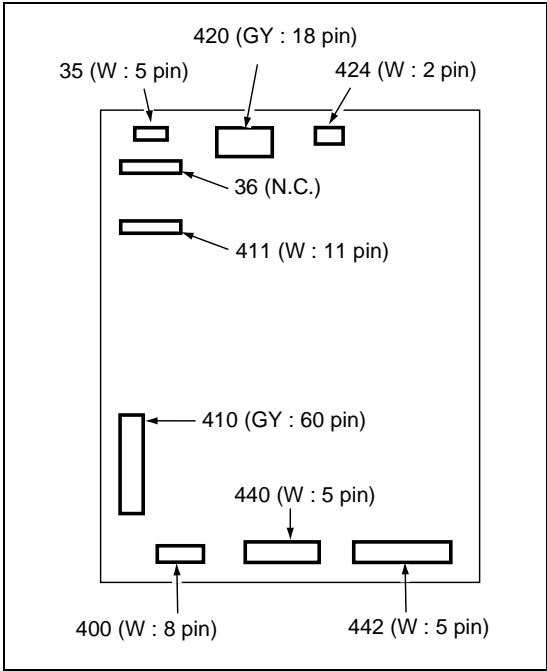 420 (GY : 18 pin)
35 (W : 5 pin)
424 (W : 2 pin)
36 (N.C.)
411 (W : 11 pin)
410 (GY : 60 pin)
440 (W : 5 pin)
400 (W : 8 pin)
442 (W : 5 pin)